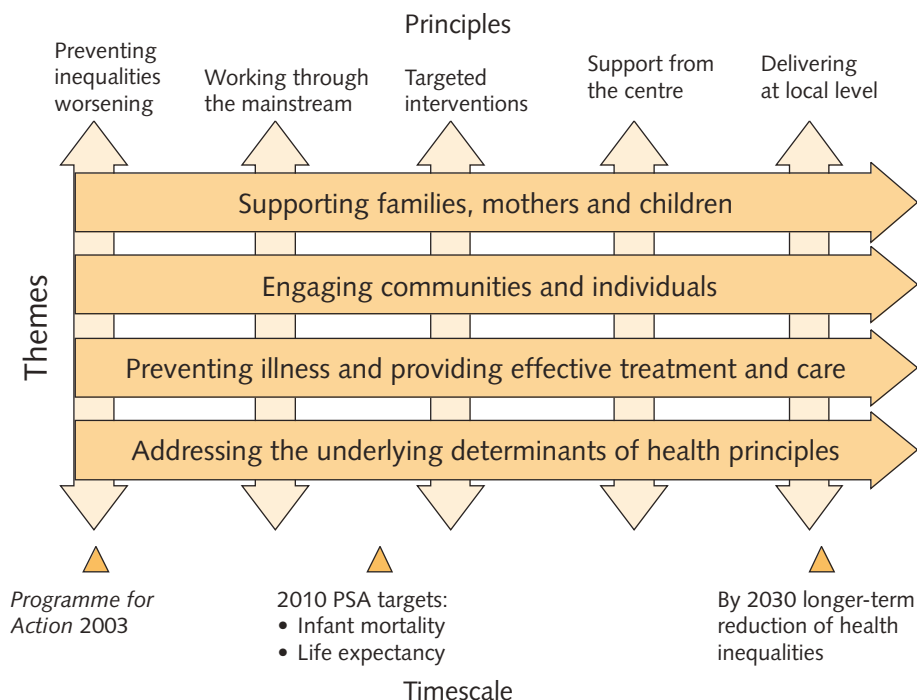 Principles
Preventing
inequalities
worsening
Working through
the mainstream
Targeted
interventions
Support from
the centre
Delivering
at local level
Themes
Supporting families, mothers and children
Engaging communities and individuals
Preventing illness and providing effective treatment and care
Addressing the underlying determinants of health principles
Programme for
Action 2003
2010 PSA targets:
• Infant mortality
• Life expectancy
By 2030 longer-term
reduction of health
inequalities
Timescale